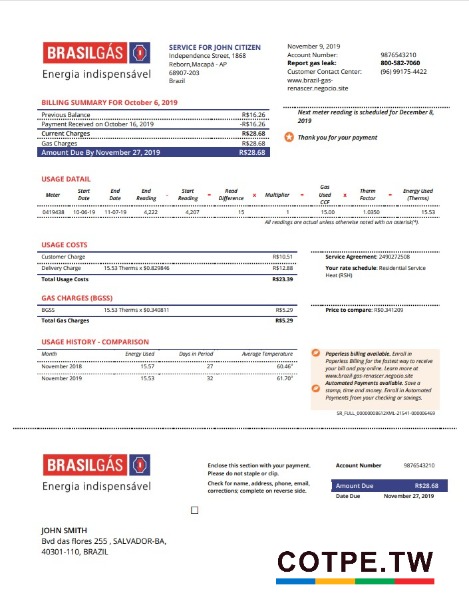 BRASILGÁS
Energia indispensável
SERVICE FOR JOHN CITIZEN
Independence Street, 1868
Reborn,Macapá - AP
68907-203
Brazil
November 9, 2019
Account Number: 9876543210
Report gas leak: 800-582-7060
Customer Contact Center: (96) 99175-4422
www.brasil-gas-
renascer.negocio.site
BILLING SUMMARY FOR October 6, 2019
Previous Balance R$16.26
Payment Received on October 16, 2019 -R$16.26
Current Charges R$28.68
Gas Charges R$28.68
Amount Due By November 27, 2019 R$28.68
Next meter reading is scheduled for December 8,
2019
Thank you for your payment
USAGE DATAIL
Meter Start Date End Date End Reading - Start Reading = Read Difference x Multiplier = Gas Used CCF x Therm Factor = Energy Used (Therms)
0419438 10-06-19 11-07-19 4,222 4,207 15 1 15.00 1.0350 15.53
All readings are actual unless otherwise noted with an asterisk(*).
USAGE COSTS
Customer Charge R$10.51
Delivery Charge 15.53 Therms x $0.829846 R$12.88
Total Usage Costs R$23.39
Service Agreement: 2490272508
Your rate schedule: Residential Service
Heat (RSH)
GAS CHARGES (BGSS)
BGSS 15.53 Therms x $0.340811 R$5.29
Total Gas Charges R$5.29
Price to compare: R$0.341209
USAGE HISTORY - COMPARISON
Month Energy Used Days in Period Average Temperature
November 2018 15.57 27 60.46°
November 2019 15.53 32 61.70°
Paperless billing available. Enroll in
Paperless Billing for the fastest way to receive
your bill and pay online. Learn more at
www.brasil-gas-renascer.negocio.site
Automated Payments available. Save a
stamp, time and money. Enroll in Automated
Payments from your checking or savings.
BRASILGÁS
Energia indispensável
Enclose this section with your payment.
Please do not staple or clip.
Check for name, address, phone, email,
corrections; complete on reverse side.
Account Number 9876543210
Amount Due R$28.68
Date Due November 27, 2019
JOHN SMITH
Bvd das flores 255 , SALVADOR-BA,
40301-110, BRAZIL
COTPE.TW